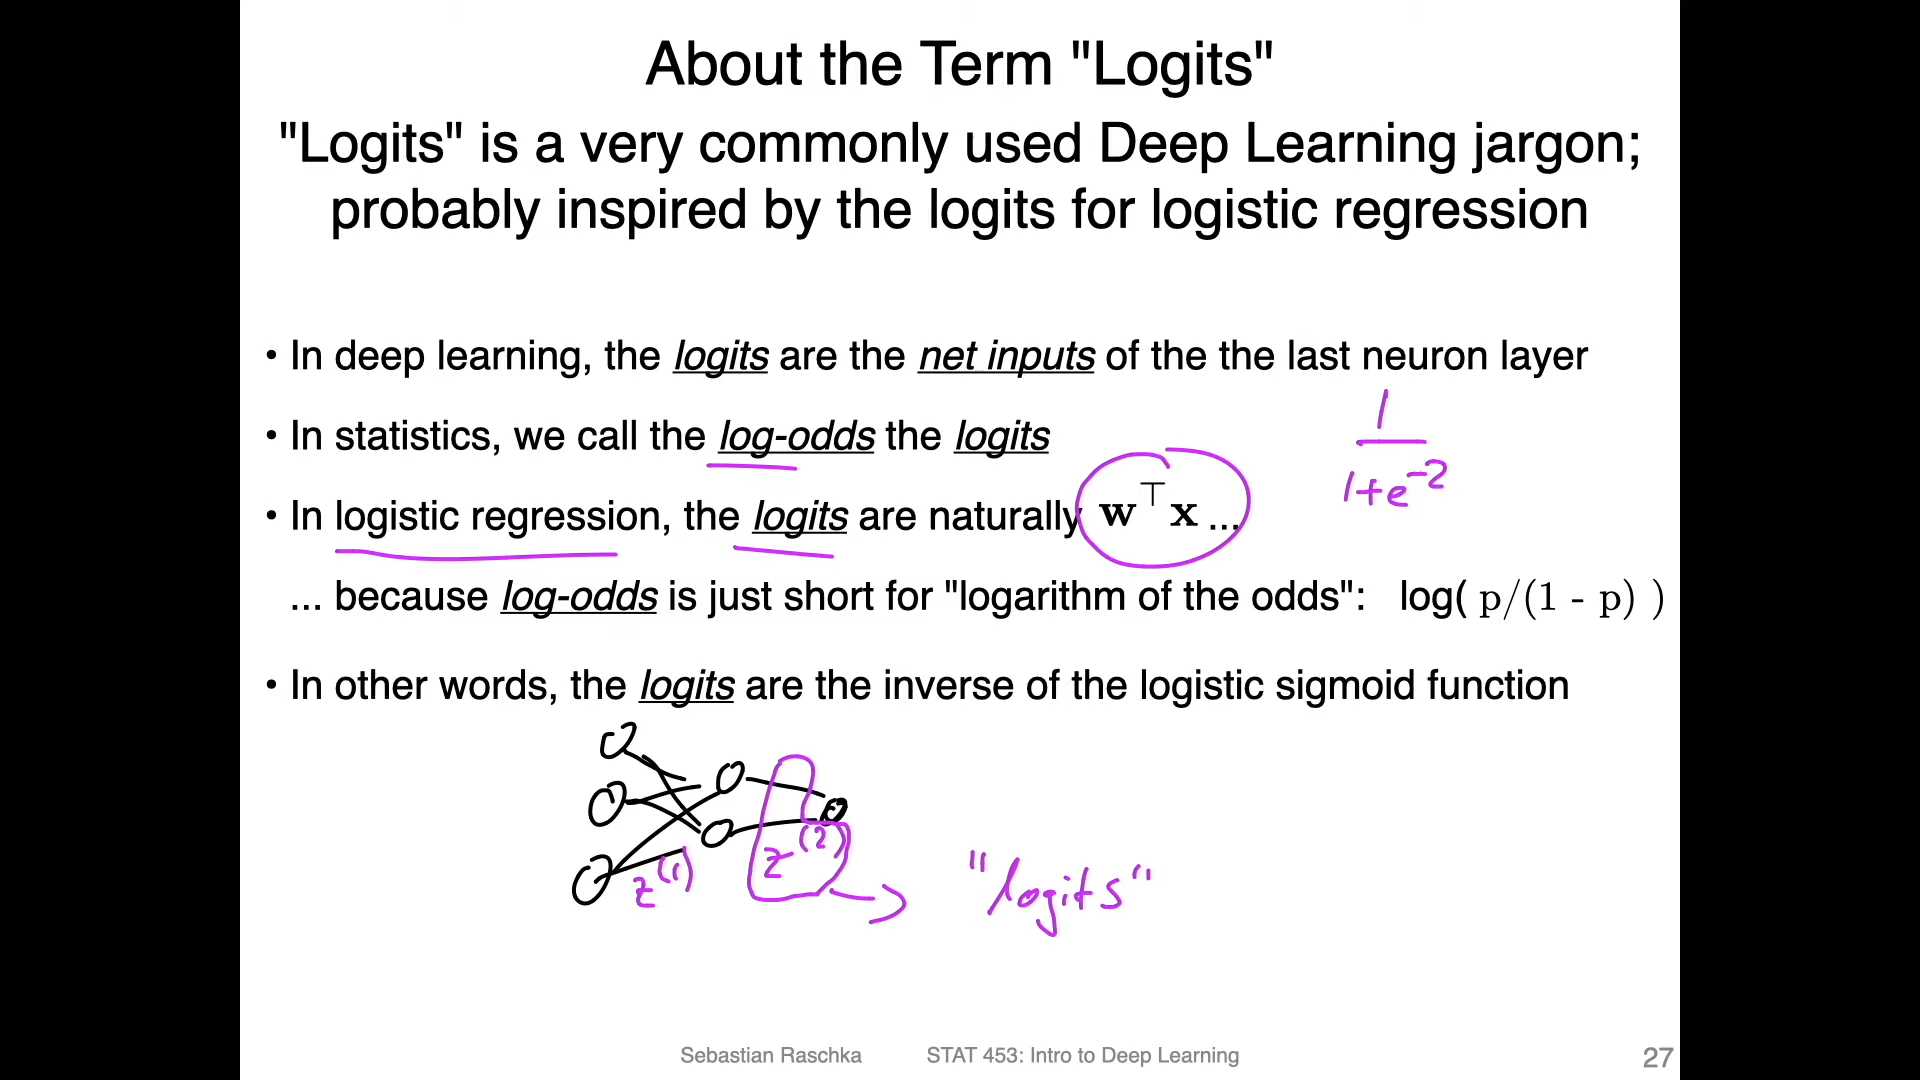 About the Term "Logits"
"Logits" is a very commonly used Deep Learning jargon;
probably inspired by the logits for logistic regression
• In deep learning, the logits are the net inputs of the the last neuron layer
• In statistics, we call the log-odds the logits
1
1+e^-z
• In logistic regression, the logits are naturally w^⊤x ...
... because log-odds is just short for "logarithm of the odds": log( p/(1 - p) )
• In other words, the logits are the inverse of the logistic sigmoid function
z^(1)
z^(2)
"logits"
Sebastian Raschka STAT 453: Intro to Deep Learning 27